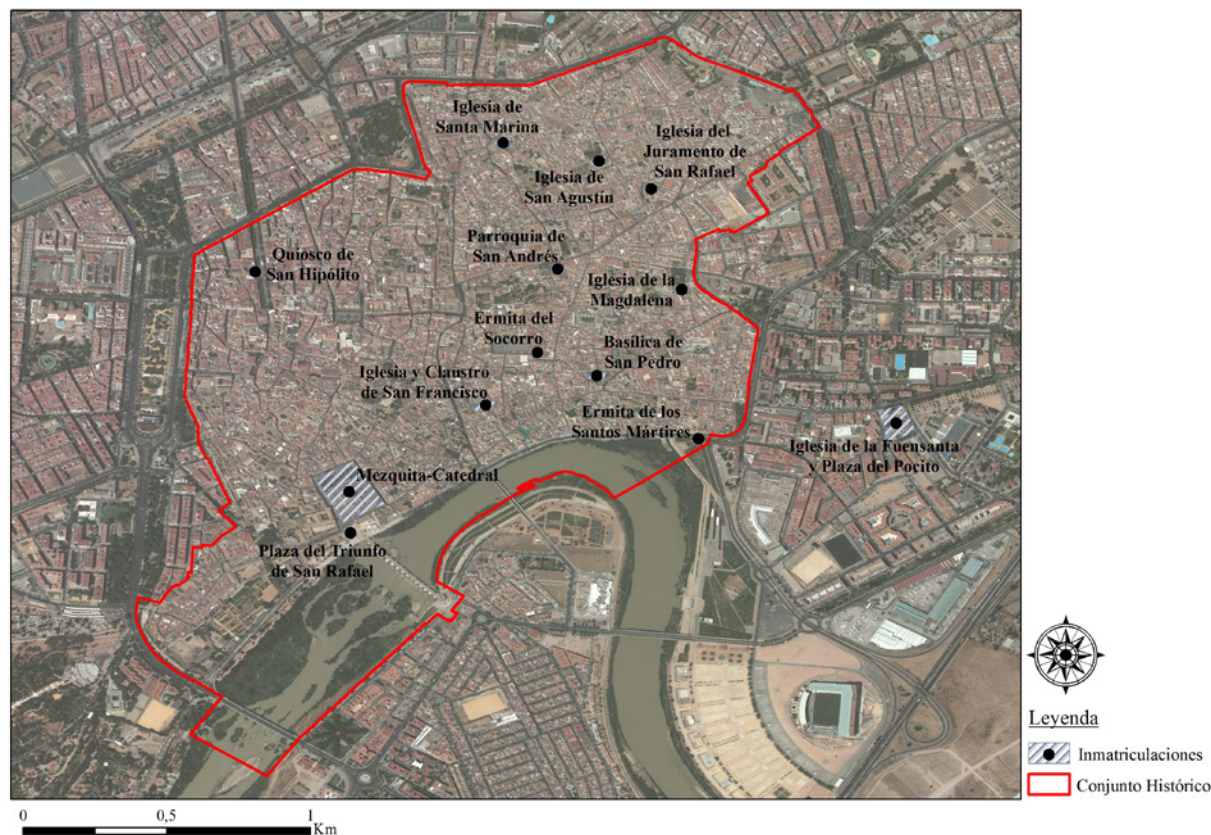 Iglesia de
Santa Marina
Iglesia del
Juramento de
San Rafael
Iglesia de
San Agustín
Parroquia de
San Andrés
Quiosco de
San Hipólito
Iglesia de la
Magdalena
Ermita del
Socorro
Basílica de
San Pedro
Iglesia y Claustro
de San Francisco
Ermita de los
Santos Mártires
Iglesia de la Fuensanta
y Plaza del Pocito
Mezquita-Catedral
Plaza del Triunfo
de San Rafael
Leyenda
Inmatriculaciones
Conjunto Histórico
0 0,5 1
Km